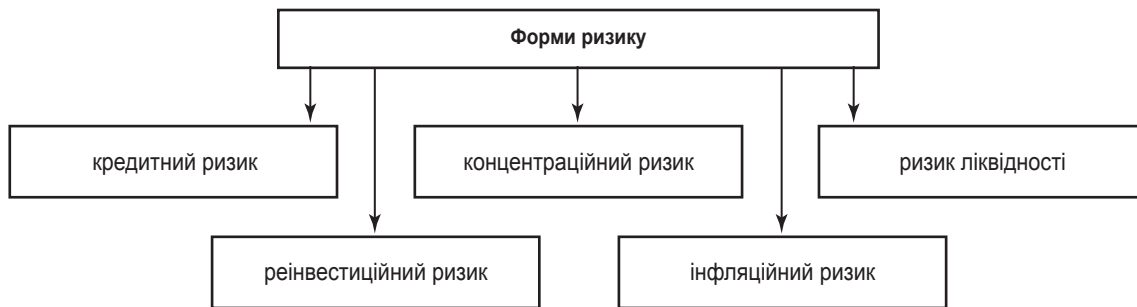 Форми ризику
кредитний ризик
концентраційний ризик
ризик ліквідності
реінвестиційний ризик
інфляційний ризик